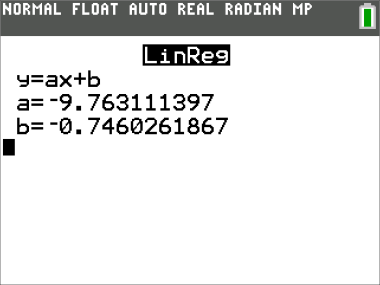 NORMAL FLOAT AUTO REAL RADIAN MP
LinReg
y=ax+b
a=-9.763111397
b=-0.7460261867